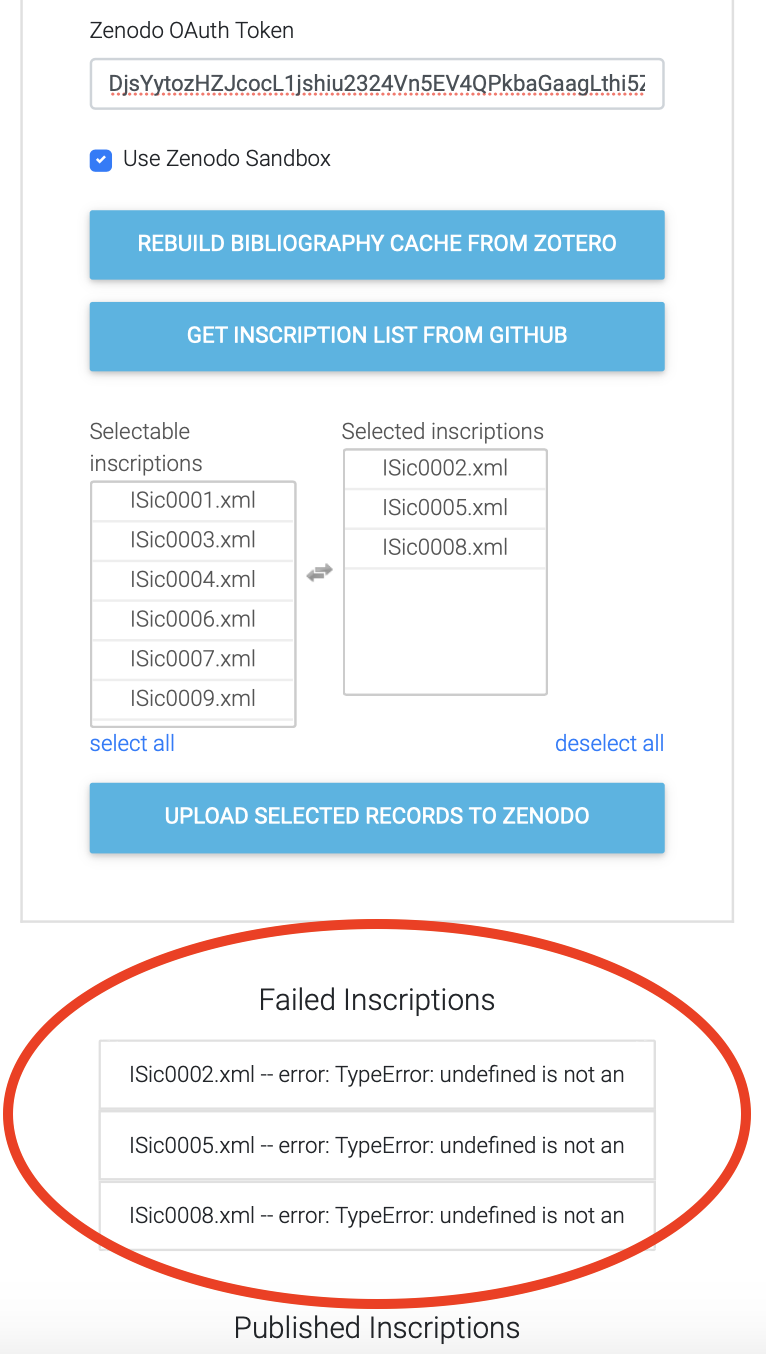 Zenodo OAuth Token
DjsYytozHZJcocL1jshiu2324Vn5EV4QPkbaGaagLthi5Z
Use Zenodo Sandbox
REBUILD BIBLIOGRAPHY CACHE FROM ZOTERO
GET INSCRIPTION LIST FROM GITHUB
Selectable
inscriptions
ISic0001.xml
ISic0003.xml
ISic0004.xml
ISic0006.xml
ISic0007.xml
ISic0009.xml
Selected inscriptions
ISic0002.xml
ISic0005.xml
ISic0008.xml
select all
deselect all
UPLOAD SELECTED RECORDS TO ZENODO
Failed Inscriptions
ISic0002.xml -- error: TypeError: undefined is not an
ISic0005.xml -- error: TypeError: undefined is not an
ISic0008.xml -- error: TypeError: undefined is not an
Published Inscriptions